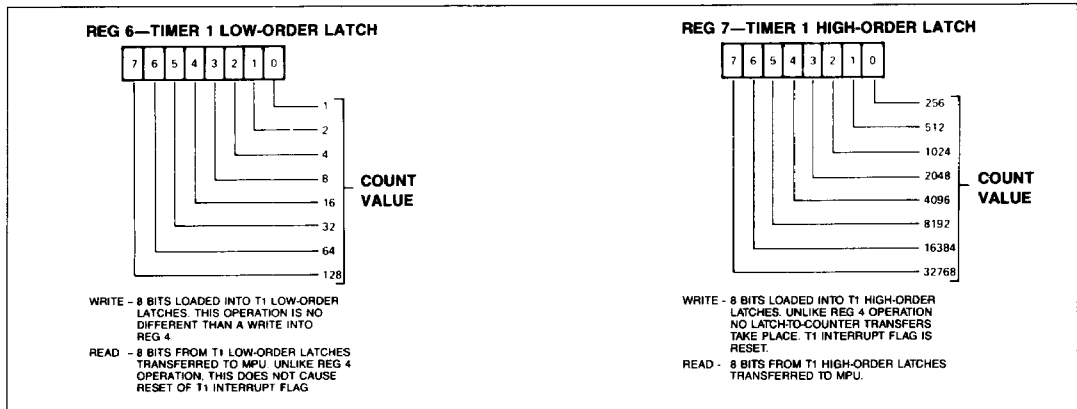 REG 6—TIMER 1 LOW-ORDER LATCH
7 6 5 4 3 2 1 0
1
2
4
8
16
32
64
128
COUNT
VALUE
WRITE - 8 BITS LOADED INTO T1 LOW-ORDER
LATCHES. THIS OPERATION IS NO
DIFFERENT THAN A WRITE INTO
REG 4
READ - 8 BITS FROM T1 LOW-ORDER LATCHES
TRANSFERRED TO MPU. UNLIKE REG 4
OPERATION, THIS DOES NOT CAUSE
RESET OF T1 INTERRUPT FLAG
REG 7—TIMER 1 HIGH-ORDER LATCH
7 6 5 4 3 2 1 0
256
512
1024
2048
4096
8192
16384
32768
COUNT
VALUE
WRITE - 8 BITS LOADED INTO T1 HIGH-ORDER
LATCHES. UNLIKE REG 4 OPERATION
NO LATCH-TO-COUNTER TRANSFERS
TAKE PLACE. T1 INTERRUPT FLAG IS
RESET.
READ - 8 BITS FROM T1 HIGH-ORDER LATCHES
TRANSFERRED TO MPU.